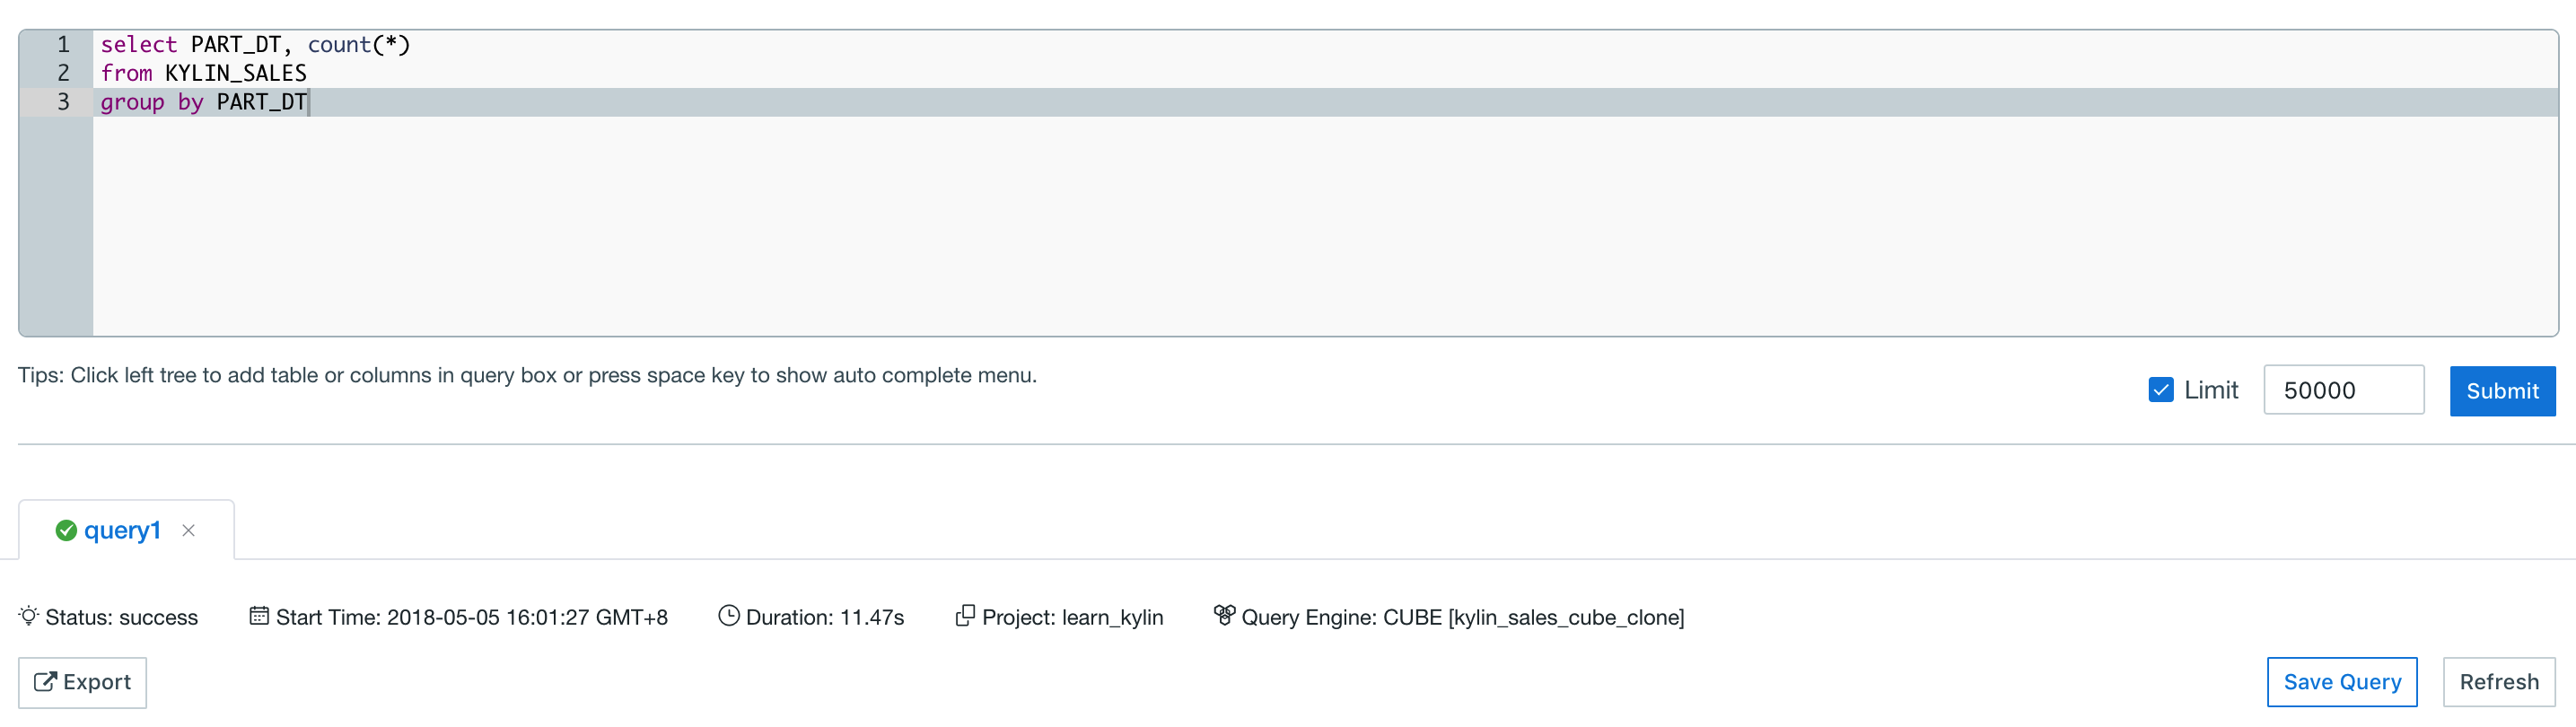 1 select PART_DT, count(*)
2 from KYLIN_SALES
3 group by PART_DT
Tips: Click left tree to add table or columns in query box or press space key to show auto complete menu.
Limit 50000 Submit
query1
Status: success Start Time: 2018-05-05 16:01:27 GMT+8 Duration: 11.47s Project: learn_kylin Query Engine: CUBE [kylin_sales_cube_clone]
Export Save Query Refresh